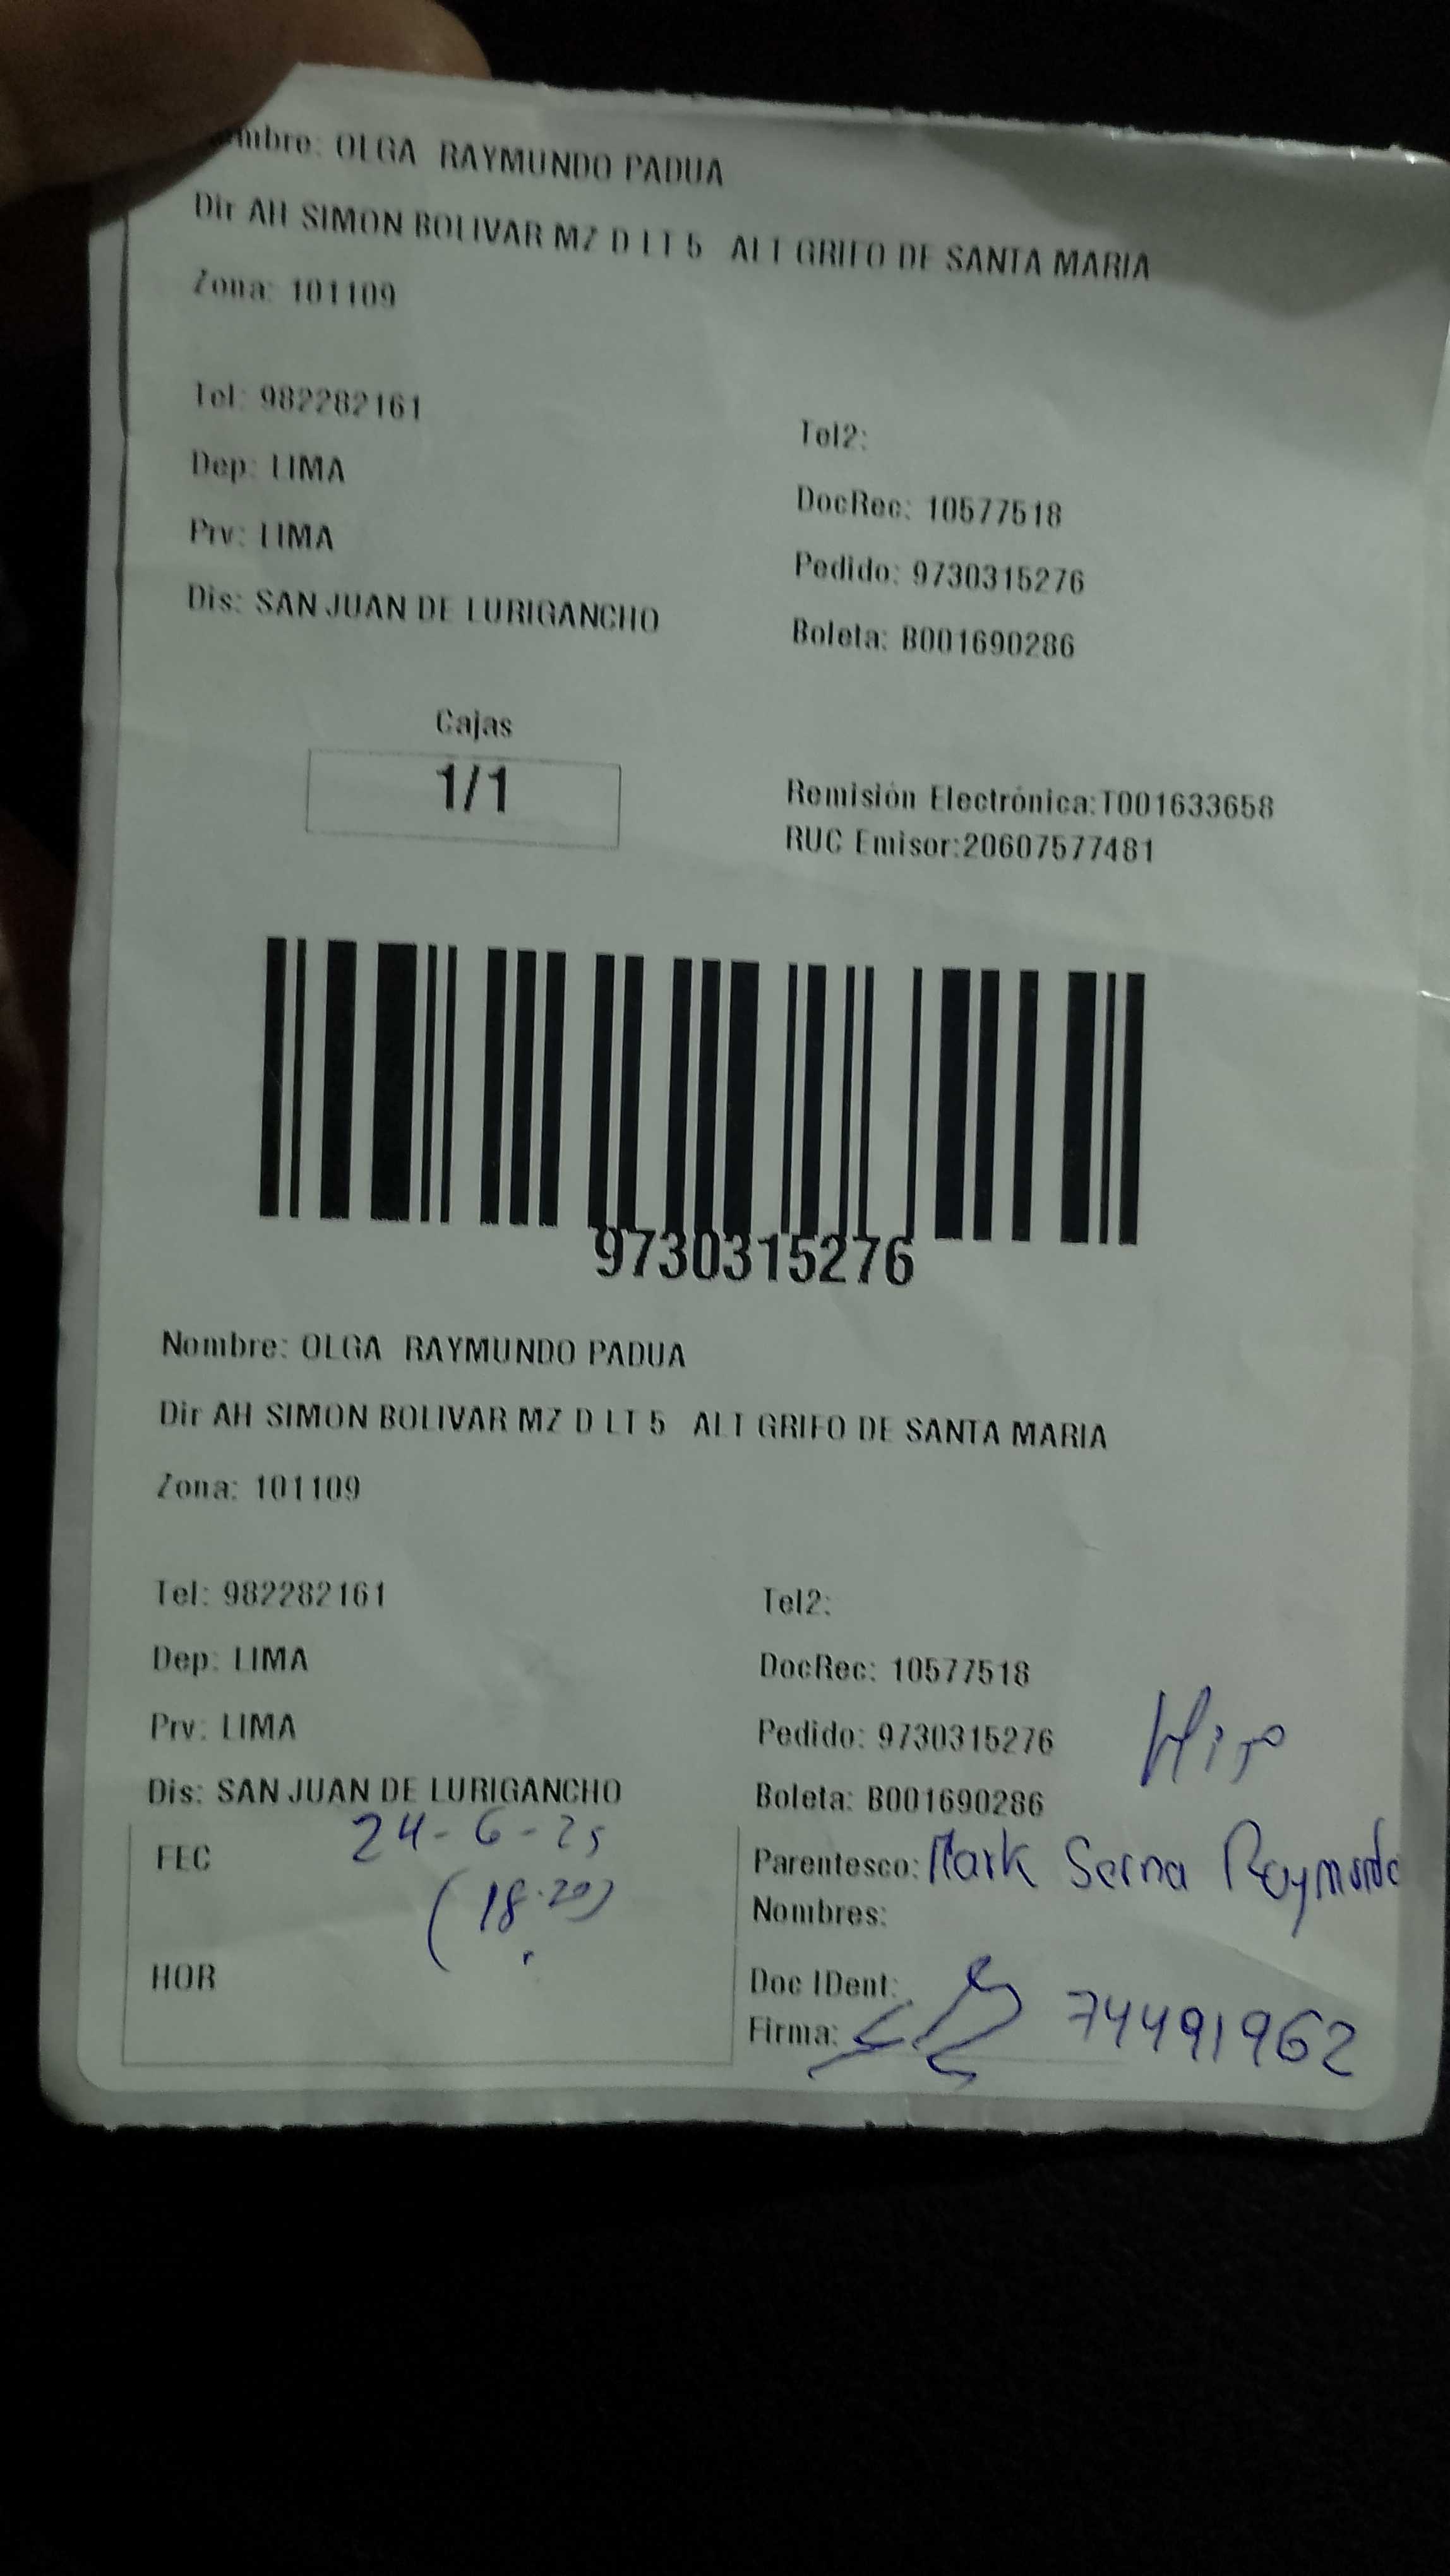 mbre: OLGA RAYMUNDO PADUA
Dir AH SIMON BOLIVAR MZ D LT 5 ALT GRIFO DE SANTA MARIA
Zona: 101109
Tel: 982282161
Tel2:
Dep: LIMA
DocRec: 10577518
Prv: LIMA
Pedido: 9730315276
Dis: SAN JUAN DE LURIGANCHO
Boleta: B001690286
Cajas
1/1
Remisión Electrónica:T001633658
RUC Emisor:20607577481
9730315276
Nombre: OLGA RAYMUNDO PADUA
Dir AH SIMON BOLIVAR MZ D LT 5 ALT GRIFO DE SANTA MARIA
Zona: 101109
Tel: 982282161
Tel2:
Dep: LIMA
DocRec: 10577518
Prv: LIMA
Pedido: 9730315276
Dis: SAN JUAN DE LURIGANCHO
Boleta: B001690286
FEC 24-6-25
(18:20)
HOR
Parentesco: Mark Serna Raymundo
Nombres:
Doc IDent: 74491962
Firma: